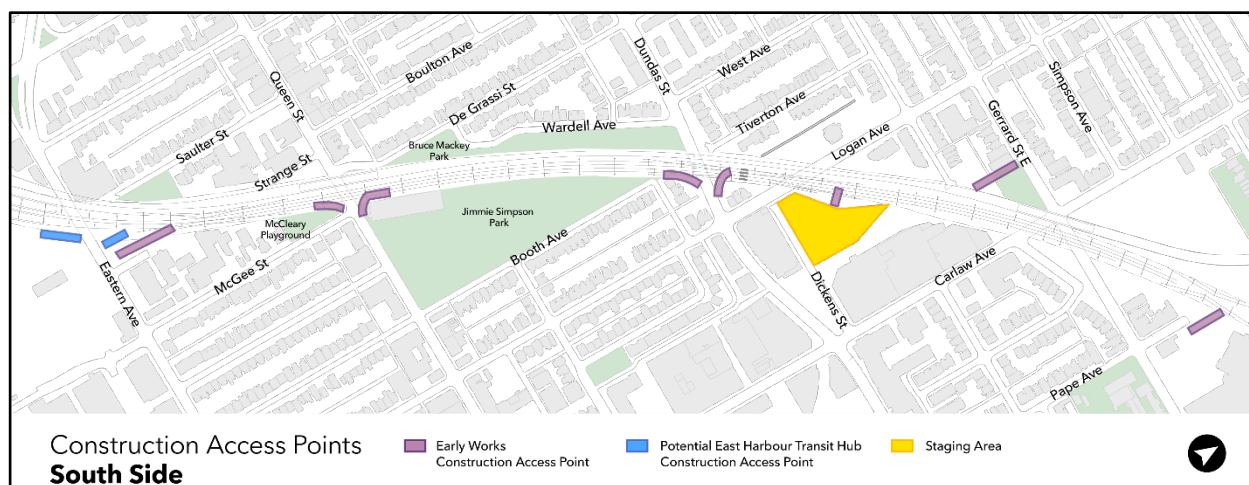 Boulton Ave
Dundas St
West Ave
Queen St
De Grassi St
Simpson Ave
Tiverton Ave
Gerrard St E
Saulter St
Wardell Ave
Logan Ave
Bruce Mackey
Park
Strange St
Jimmie Simpson
Park
McCleary
Playground
Booth Ave
McGee St
Eastern Ave
Carlaw Ave
Dickens St
Pape Ave
Construction Access Points
South Side
Early Works
Construction Access Point
Potential East Harbour Transit Hub
Construction Access Point
Staging Area